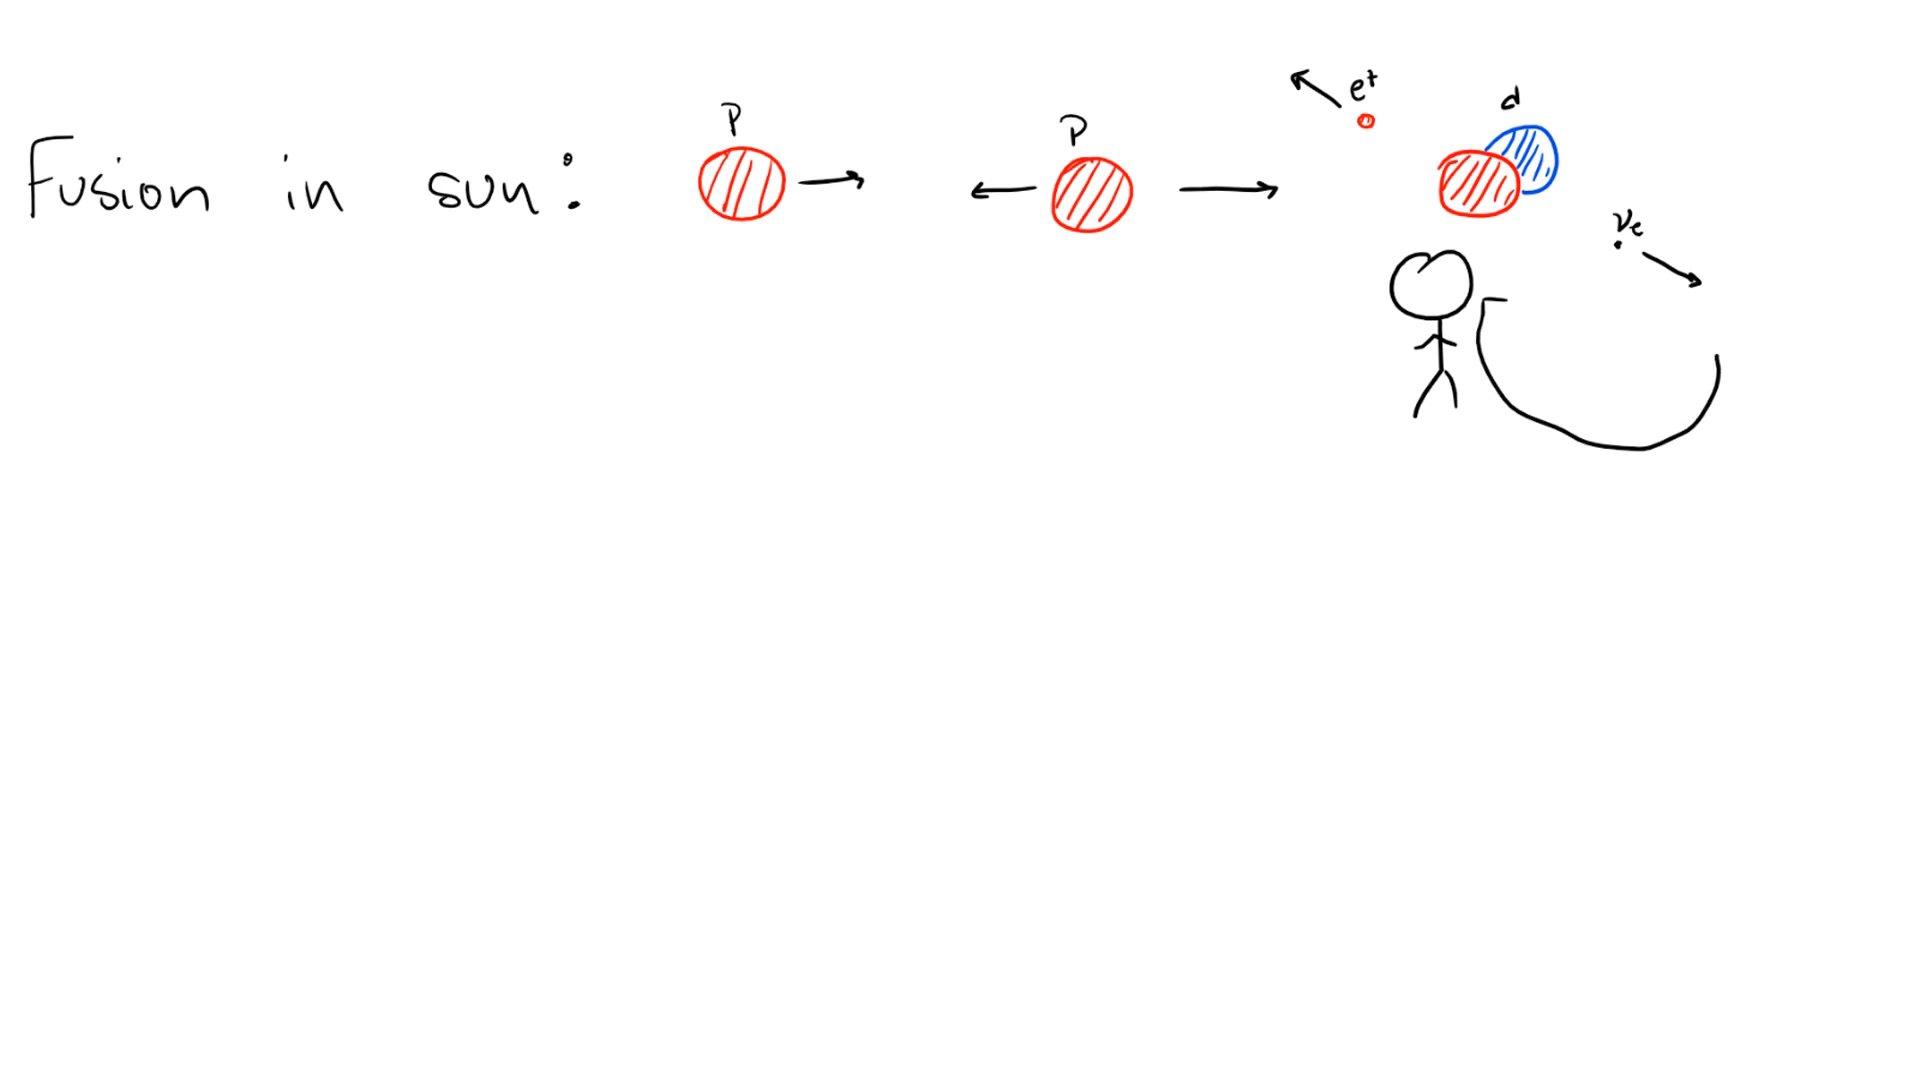 Fusion in sun:
P
P
e⁺
d
νₑ